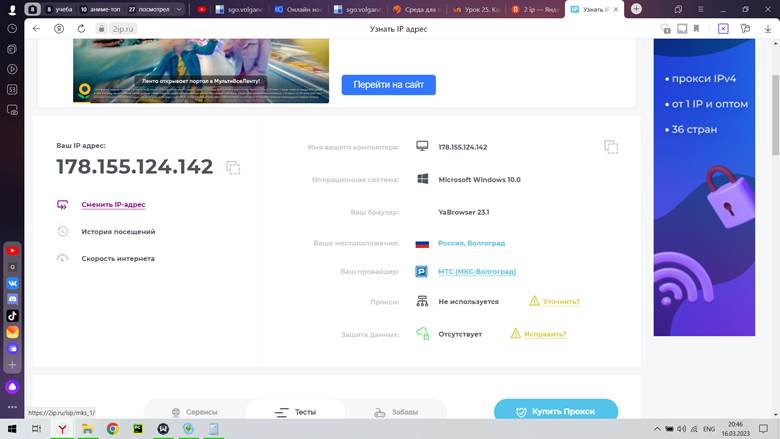 8 учеба
10 аниме-топ
27 посмотрел
sgo.volgan
Онлайн но
sgo.volgan
Среда для
Урок 25. Ка
2 ip — Янд
Узнать IP
2ip.ru
Узнать IP адрес
Лента открывает портал в МультиВсеЛенту!
Перейти на сайт
Ваш IP адрес:
178.155.124.142
Сменить IP-адрес
История посещений
Скорость интернета
Имя вашего компьютера: 178.155.124.142
Операционная система: Microsoft Windows 10.0
Ваш браузер: YaBrowser 23.1
Ваше местоположение: Россия, Волгоград
Ваш провайдер: МТС (МКС-Волгоград)
Прокси: Не используется Уточнить?
Защита данных: Отсутствует Исправить?
• прокси IPv4
• от 1 IP и оптом
• 36 стран
https://2ip.ru/isp/mks_1/
Сервисы
Тесты
Забавы
Купить Прокси
ENG
20:46
16.03.2023